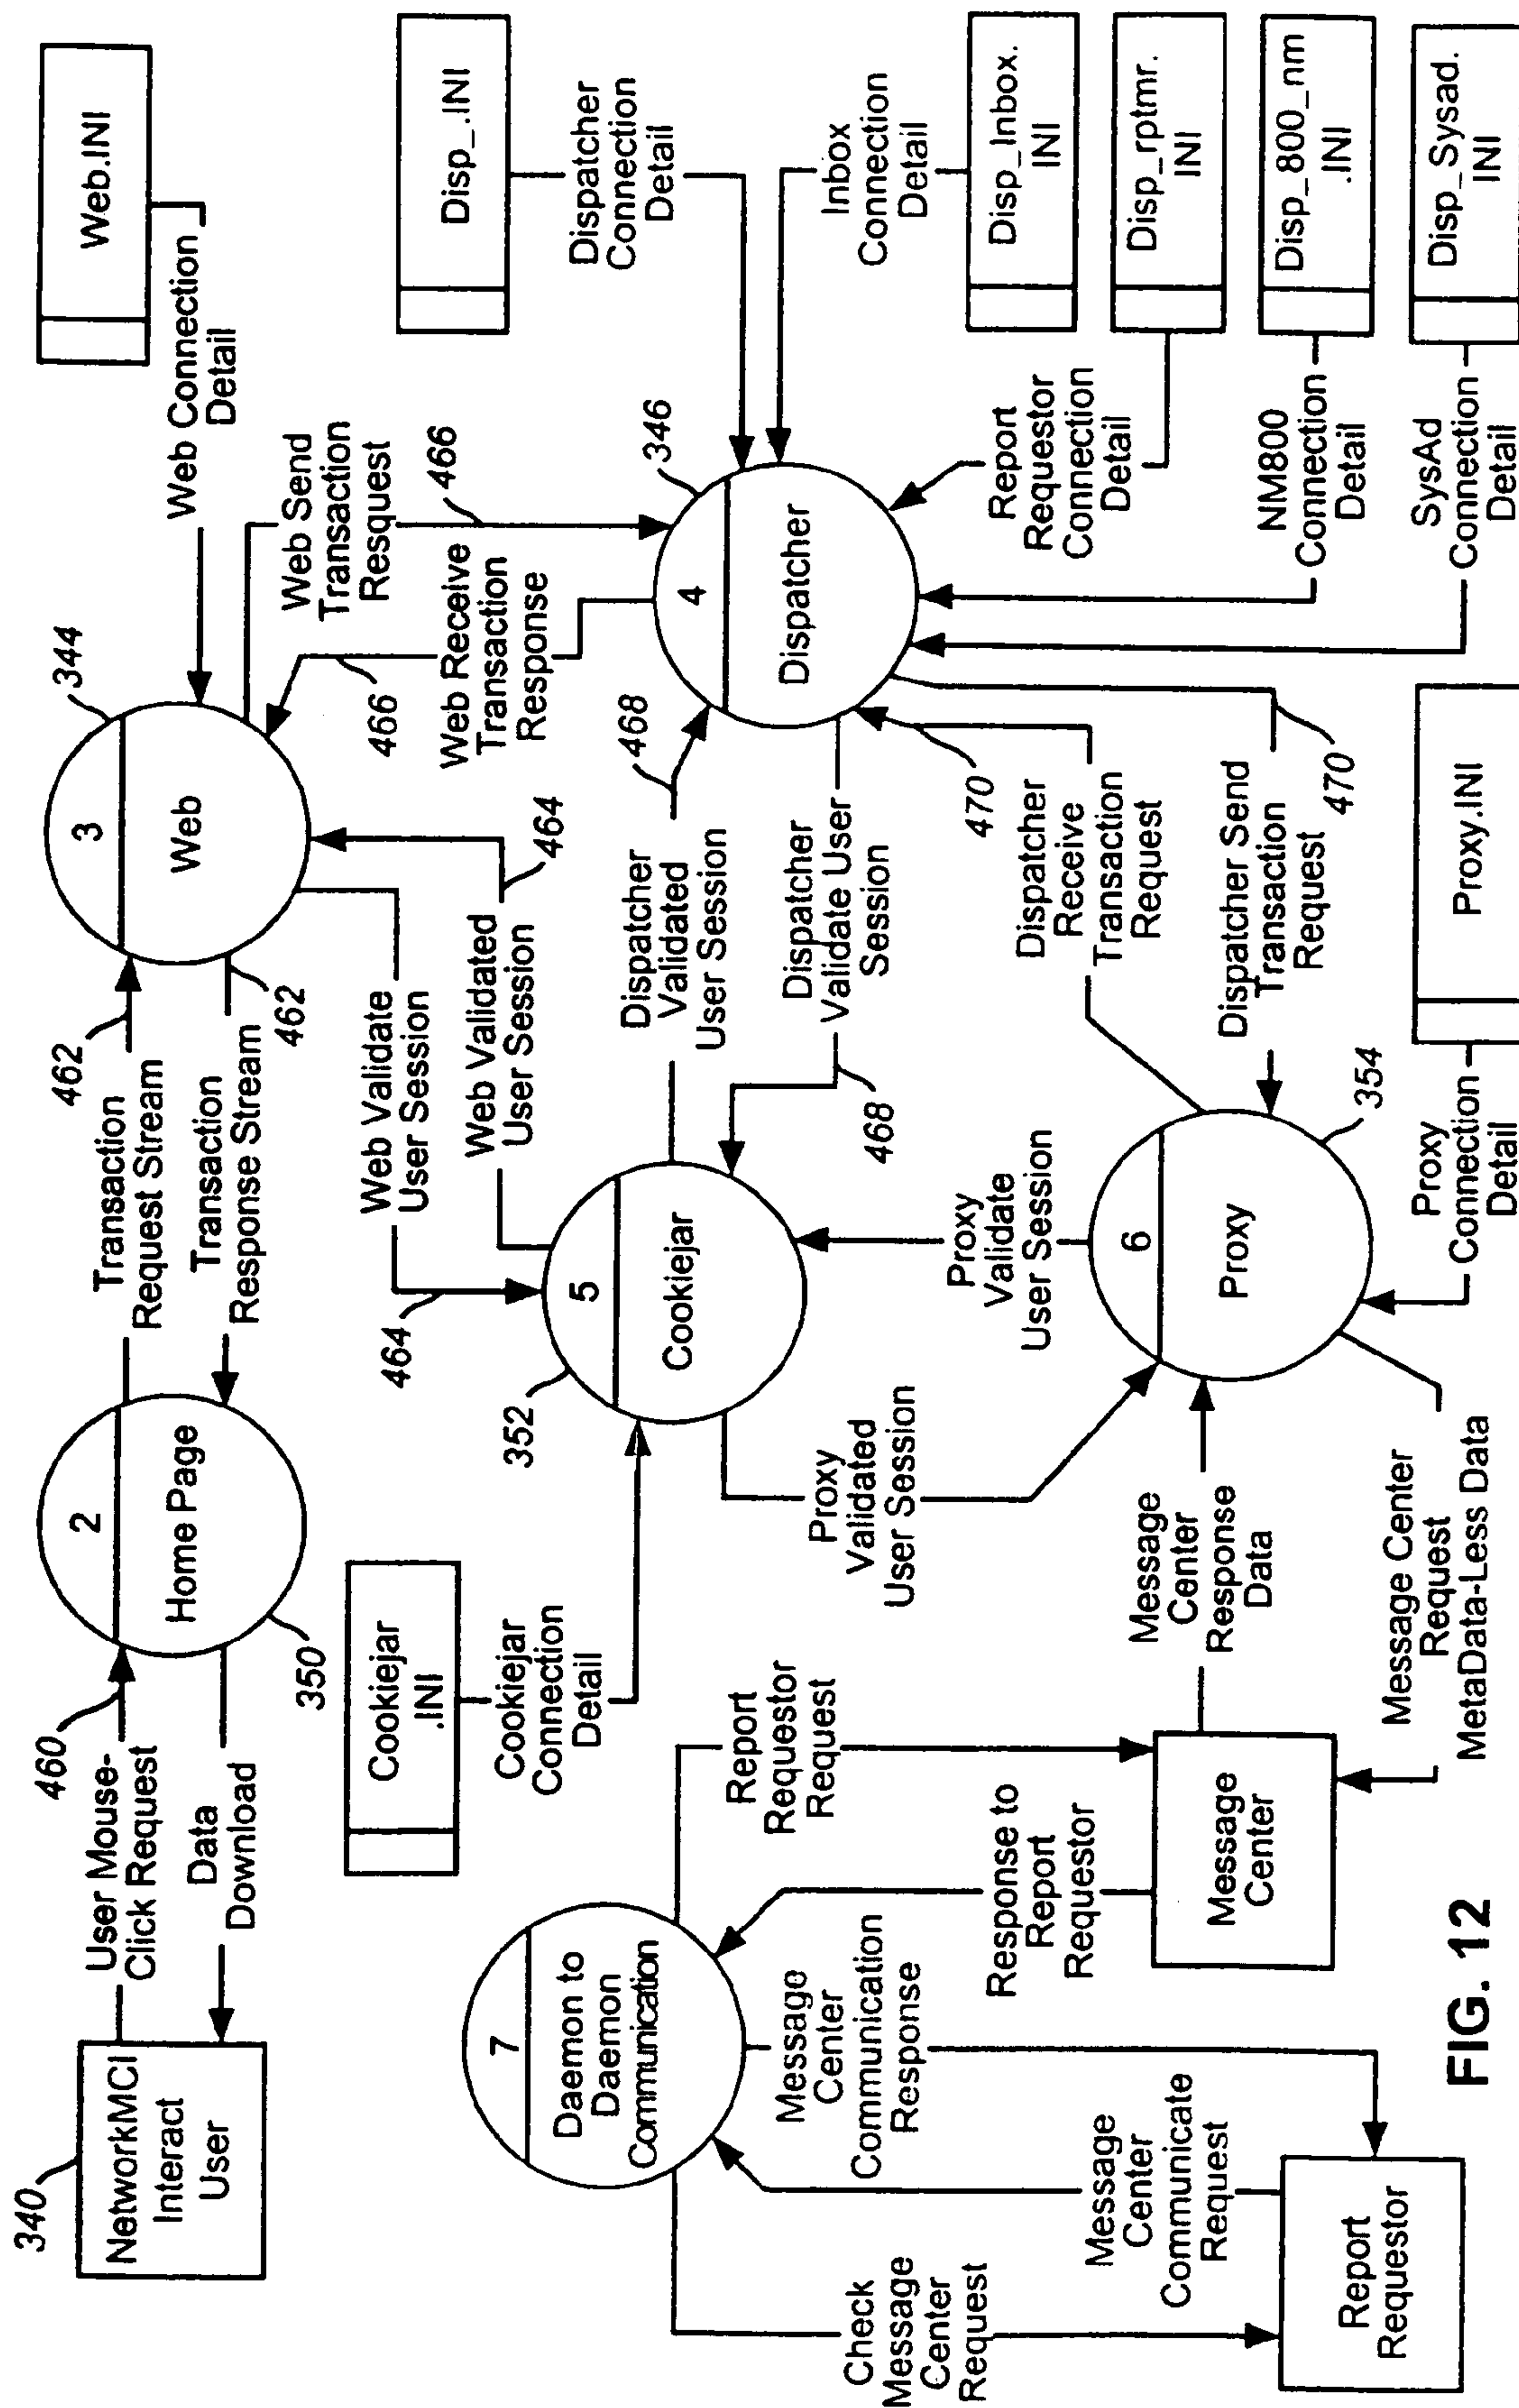 340
NetworkMCI
Interact
User
460
User Mouse-
Click Request
Data
Download
2
Home Page
350
462
Transaction
Request Stream
Transaction
Response Stream
462
3
Web
344
Web Connection
Detail
Web.INI
Cookiejar
.INI
Cookiejar
Connection
Detail
464
Web Validate
User Session
Web Validated
User Session
464
466
Web Receive
Transaction
Response
Web Send
Transaction
Resquest
466
Disp_.INI
Dispatcher
Connection
Detail
352
5
Cookiejar
Dispatcher
Validated
User Session
468
Dispatcher
Validate User
Session
468
4
Dispatcher
346
Inbox
Connection
Detail
Disp_Inbox.
INI
Report
Requestor
Connection
Detail
Disp_rptmr.
INI
NM800
Connection
Detail
Disp_800_nm
.INI
SysAd
Connection
Detail
Disp_Sysad.
INI
7
Daemon to
Daemon
Communication
Report
Requestor
Request
Response to
Report
Requestor
Message
Center
Communication
Response
Message
Center
Communicate
Request
Check
Message
Center
Request
Report
Requestor
Message
Center
Message
Center
Response
Data
Message Center
Request
MetaData-Less Data
Proxy
Validated
User Session
Proxy
Validate
User Session
6
Proxy
354
Dispatcher
Receive
Transaction
Request
470
Dispatcher Send
Transaction
Request
470
Proxy
Connection
Detail
Proxy.INI
FIG. 12